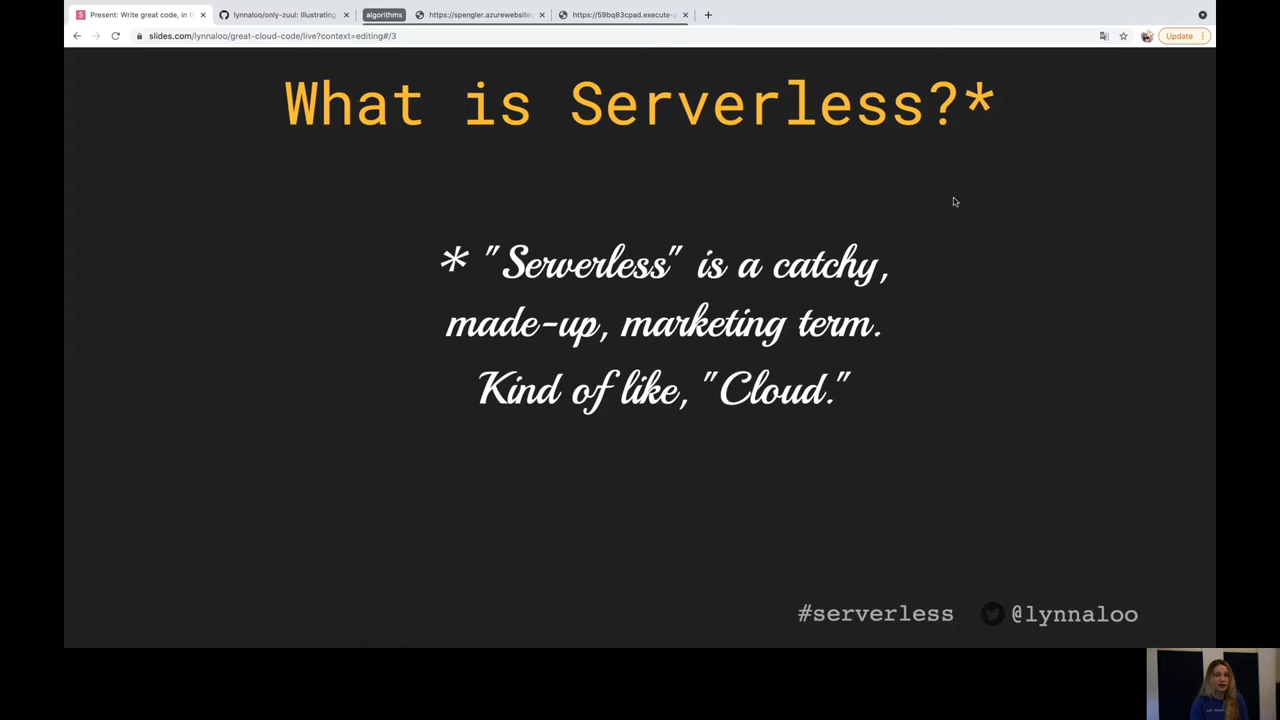 Present: Write great code, in t
lynnaloo/only-zuul: Illustrating
algorithms
https://spengler.azurewebsites
https://59bq83cpad.execute-a
slides.com/lynnaloo/great-cloud-code/live?context=editing#/3
Update
What is Serverless?*
* "Serverless" is a catchy,
made-up, marketing term.
Kind of like, "Cloud."
#serverless @lynnaloo